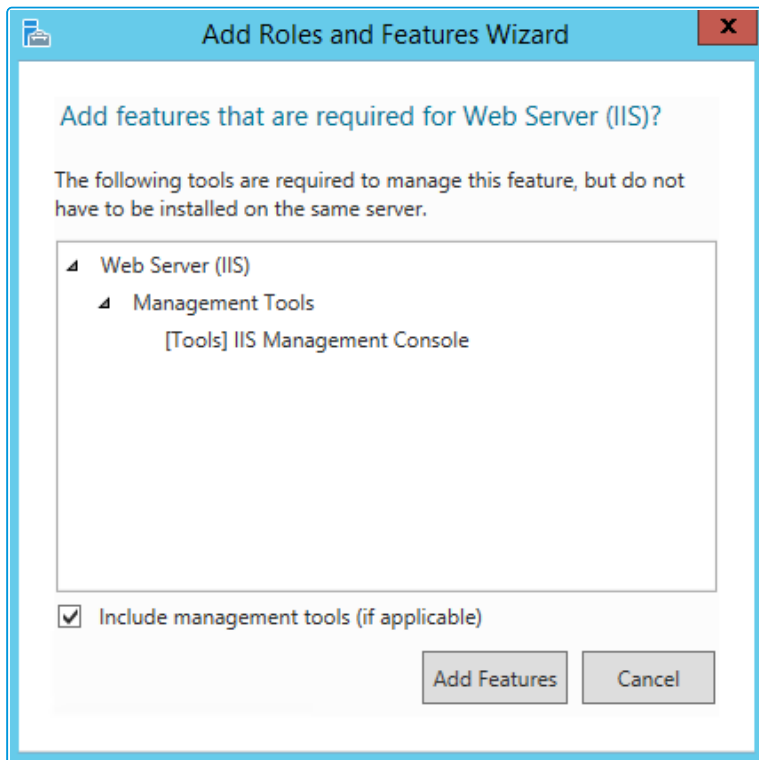 Add Roles and Features Wizard
x
Add features that are required for Web Server (IIS)?
The following tools are required to manage this feature, but do not
have to be installed on the same server.
Web Server (IIS)
Management Tools
[Tools] IIS Management Console
Include management tools (if applicable)
Add Features
Cancel